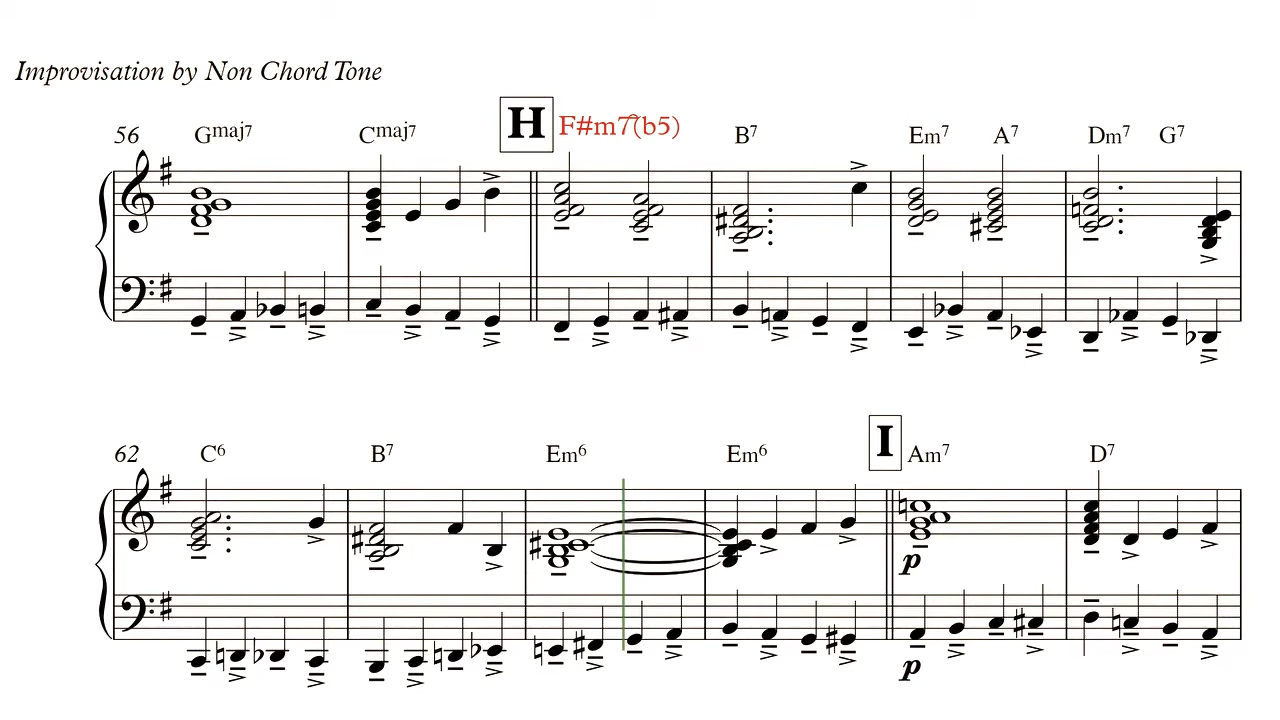 Improvisation by Non Chord Tone
H F#m7(b5)
56 Gmaj7 Cmaj7 B7 Em7 A7 Dm7 G7
I
62 C6 B7 Em6 Em6 Am7 D7
p
p